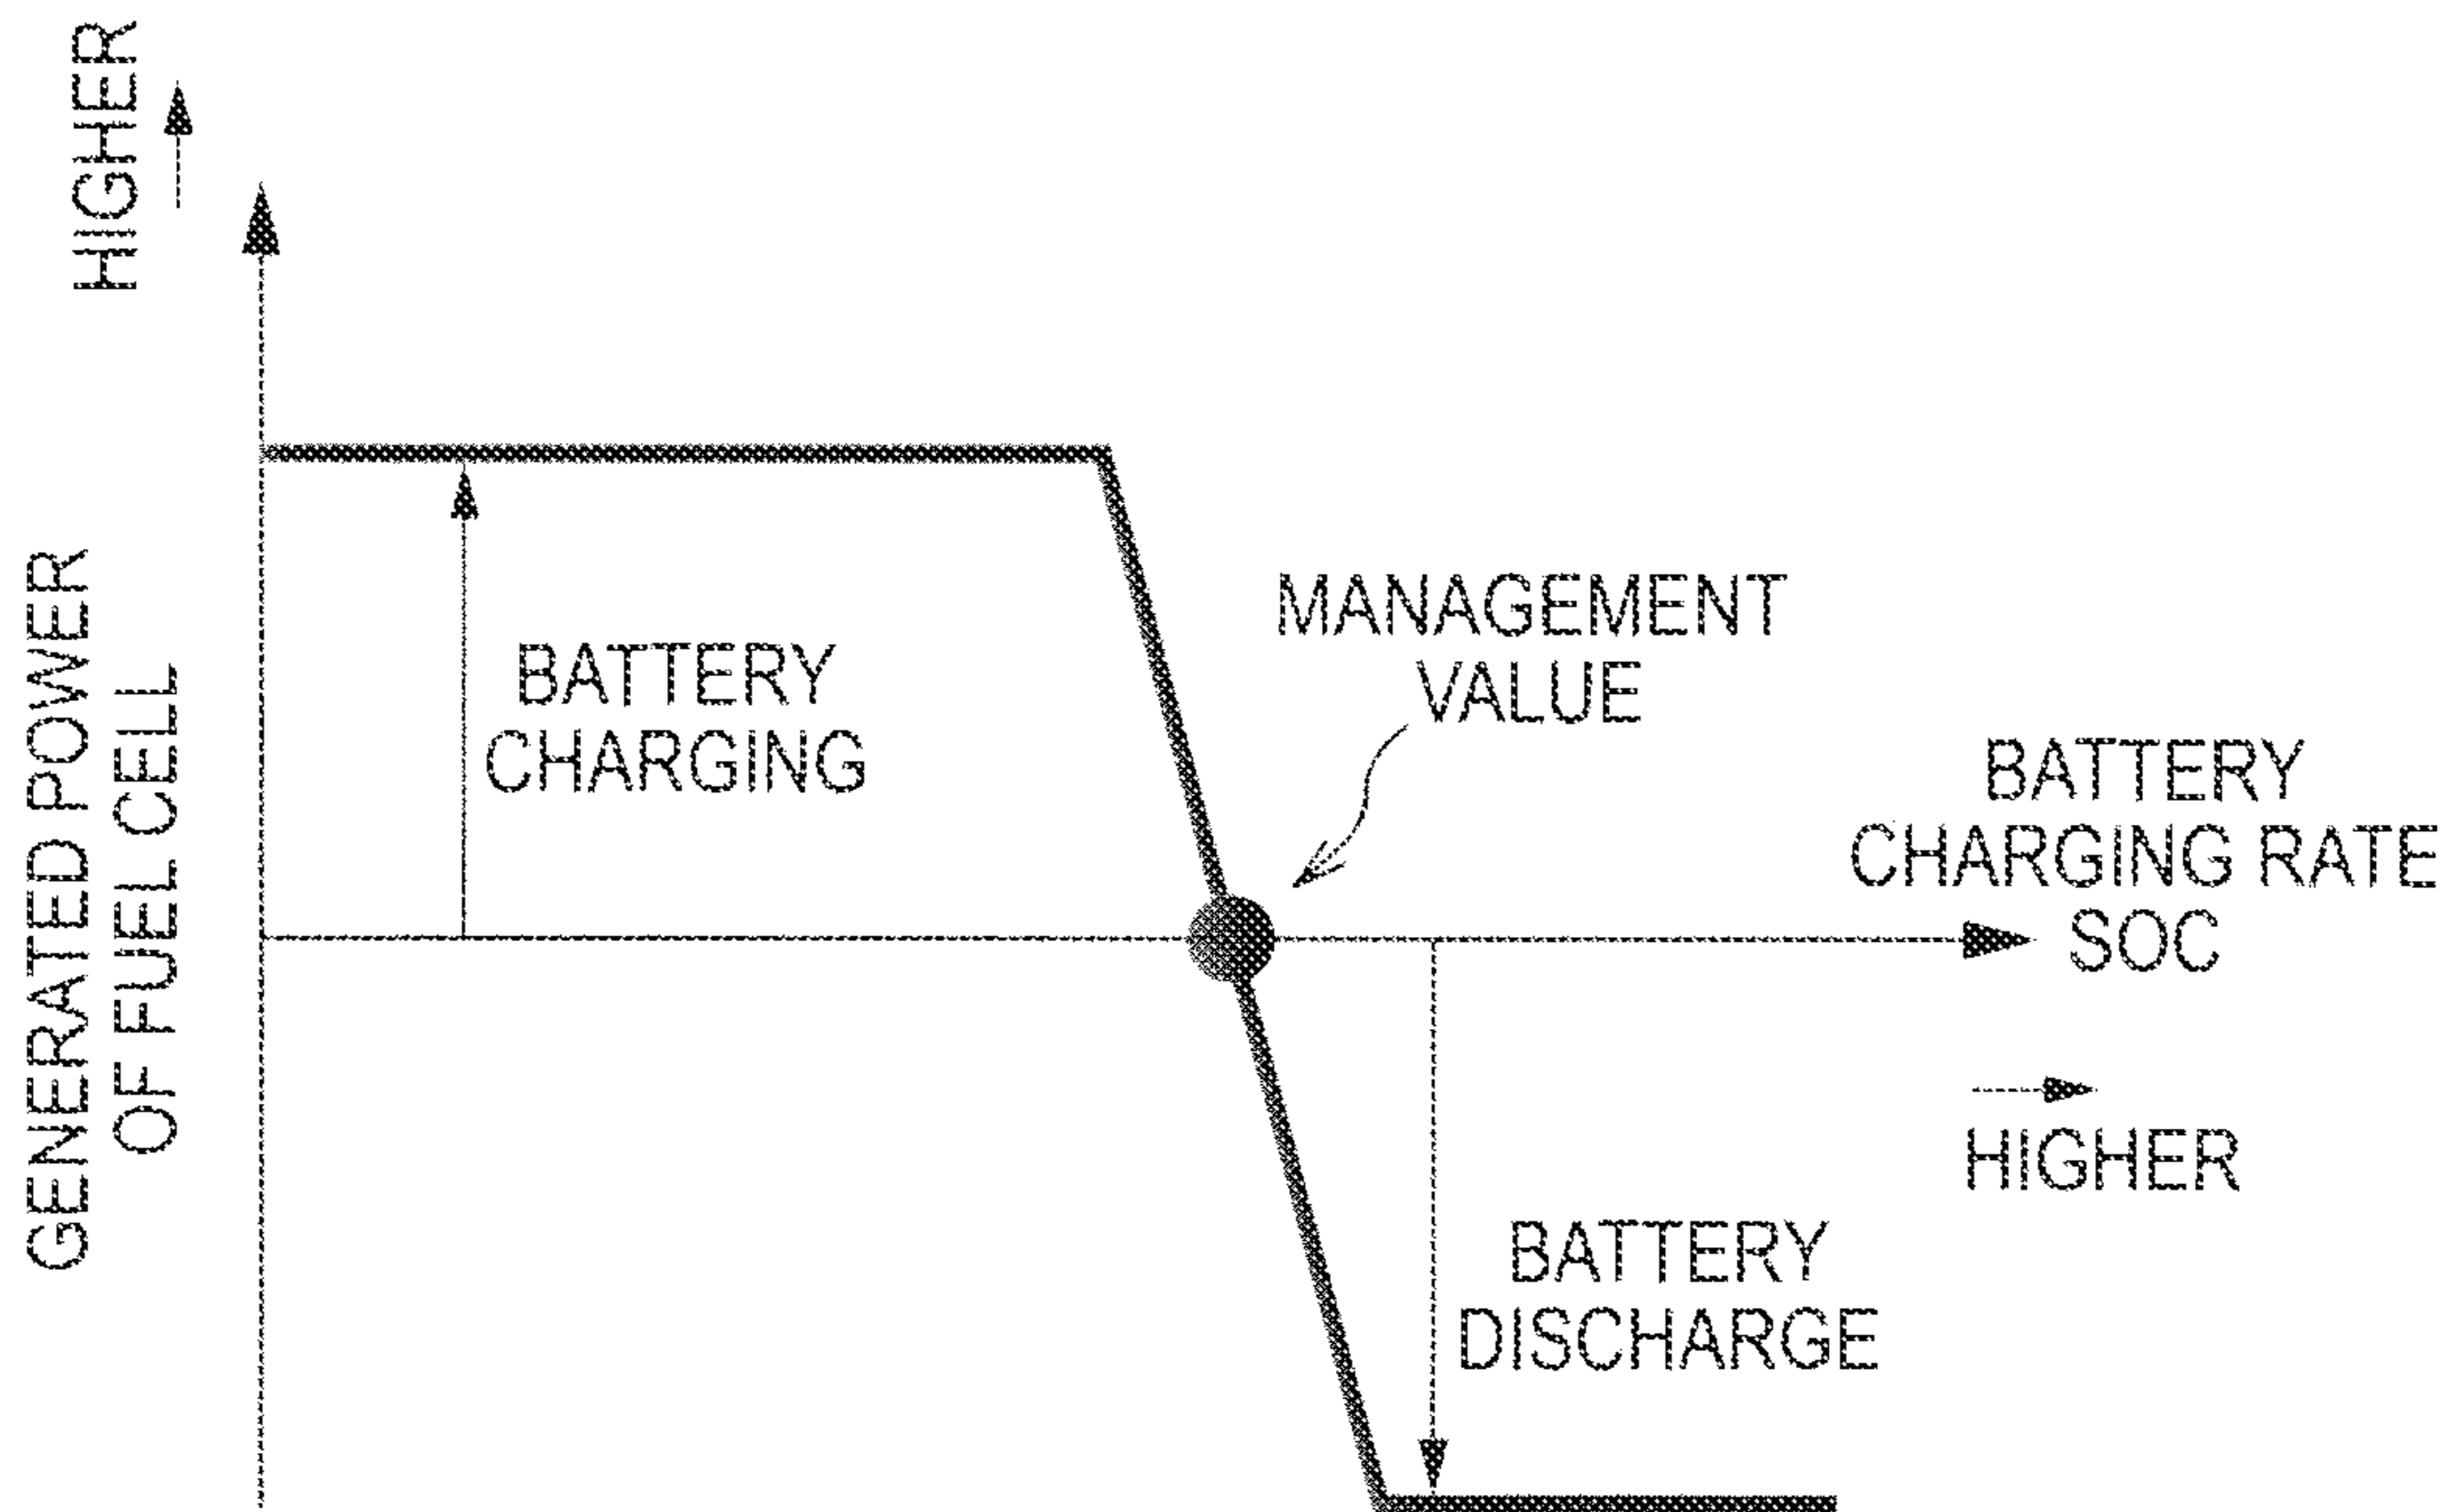 HIGHER
GENERATED POWER
OF FUEL CELL
BATTERY
CHARGING
MANAGEMENT
VALUE
BATTERY
CHARGING RATE
SOC
HIGHER
BATTERY
DISCHARGE